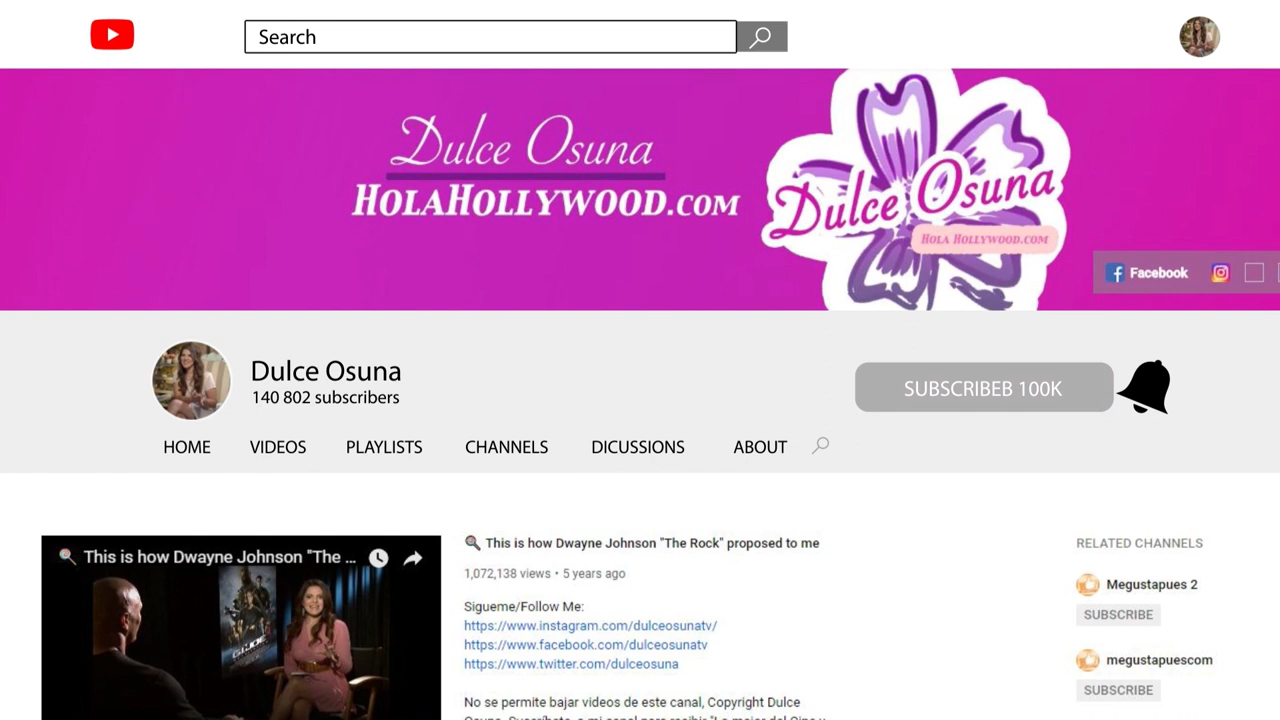 Search
Dulce Osuna
HOLAHOLLYWOOD.COM
Dulce Osuna
HOLA HOLLYWOOD.COM
Facebook
Dulce Osuna
140 802 subscribers
SUBSCRIBEB 100K
HOME VIDEOS PLAYLISTS CHANNELS DICUSSIONS ABOUT
This is how Dwayne Johnson "The ...
G.I. JOE
This is how Dwayne Johnson "The Rock" proposed to me
1,072,138 views • 5 years ago
Sigueme/Follow Me:
https://www.instagram.com/dulceosunatv/
https://www.facebook.com/dulceosunatv
https://www.twitter.com/dulceosuna
No se permite bajar videos de este canal, Copyright Dulce
RELATED CHANNELS
Megustapues 2
SUBSCRIBE
megustapuescom
SUBSCRIBE